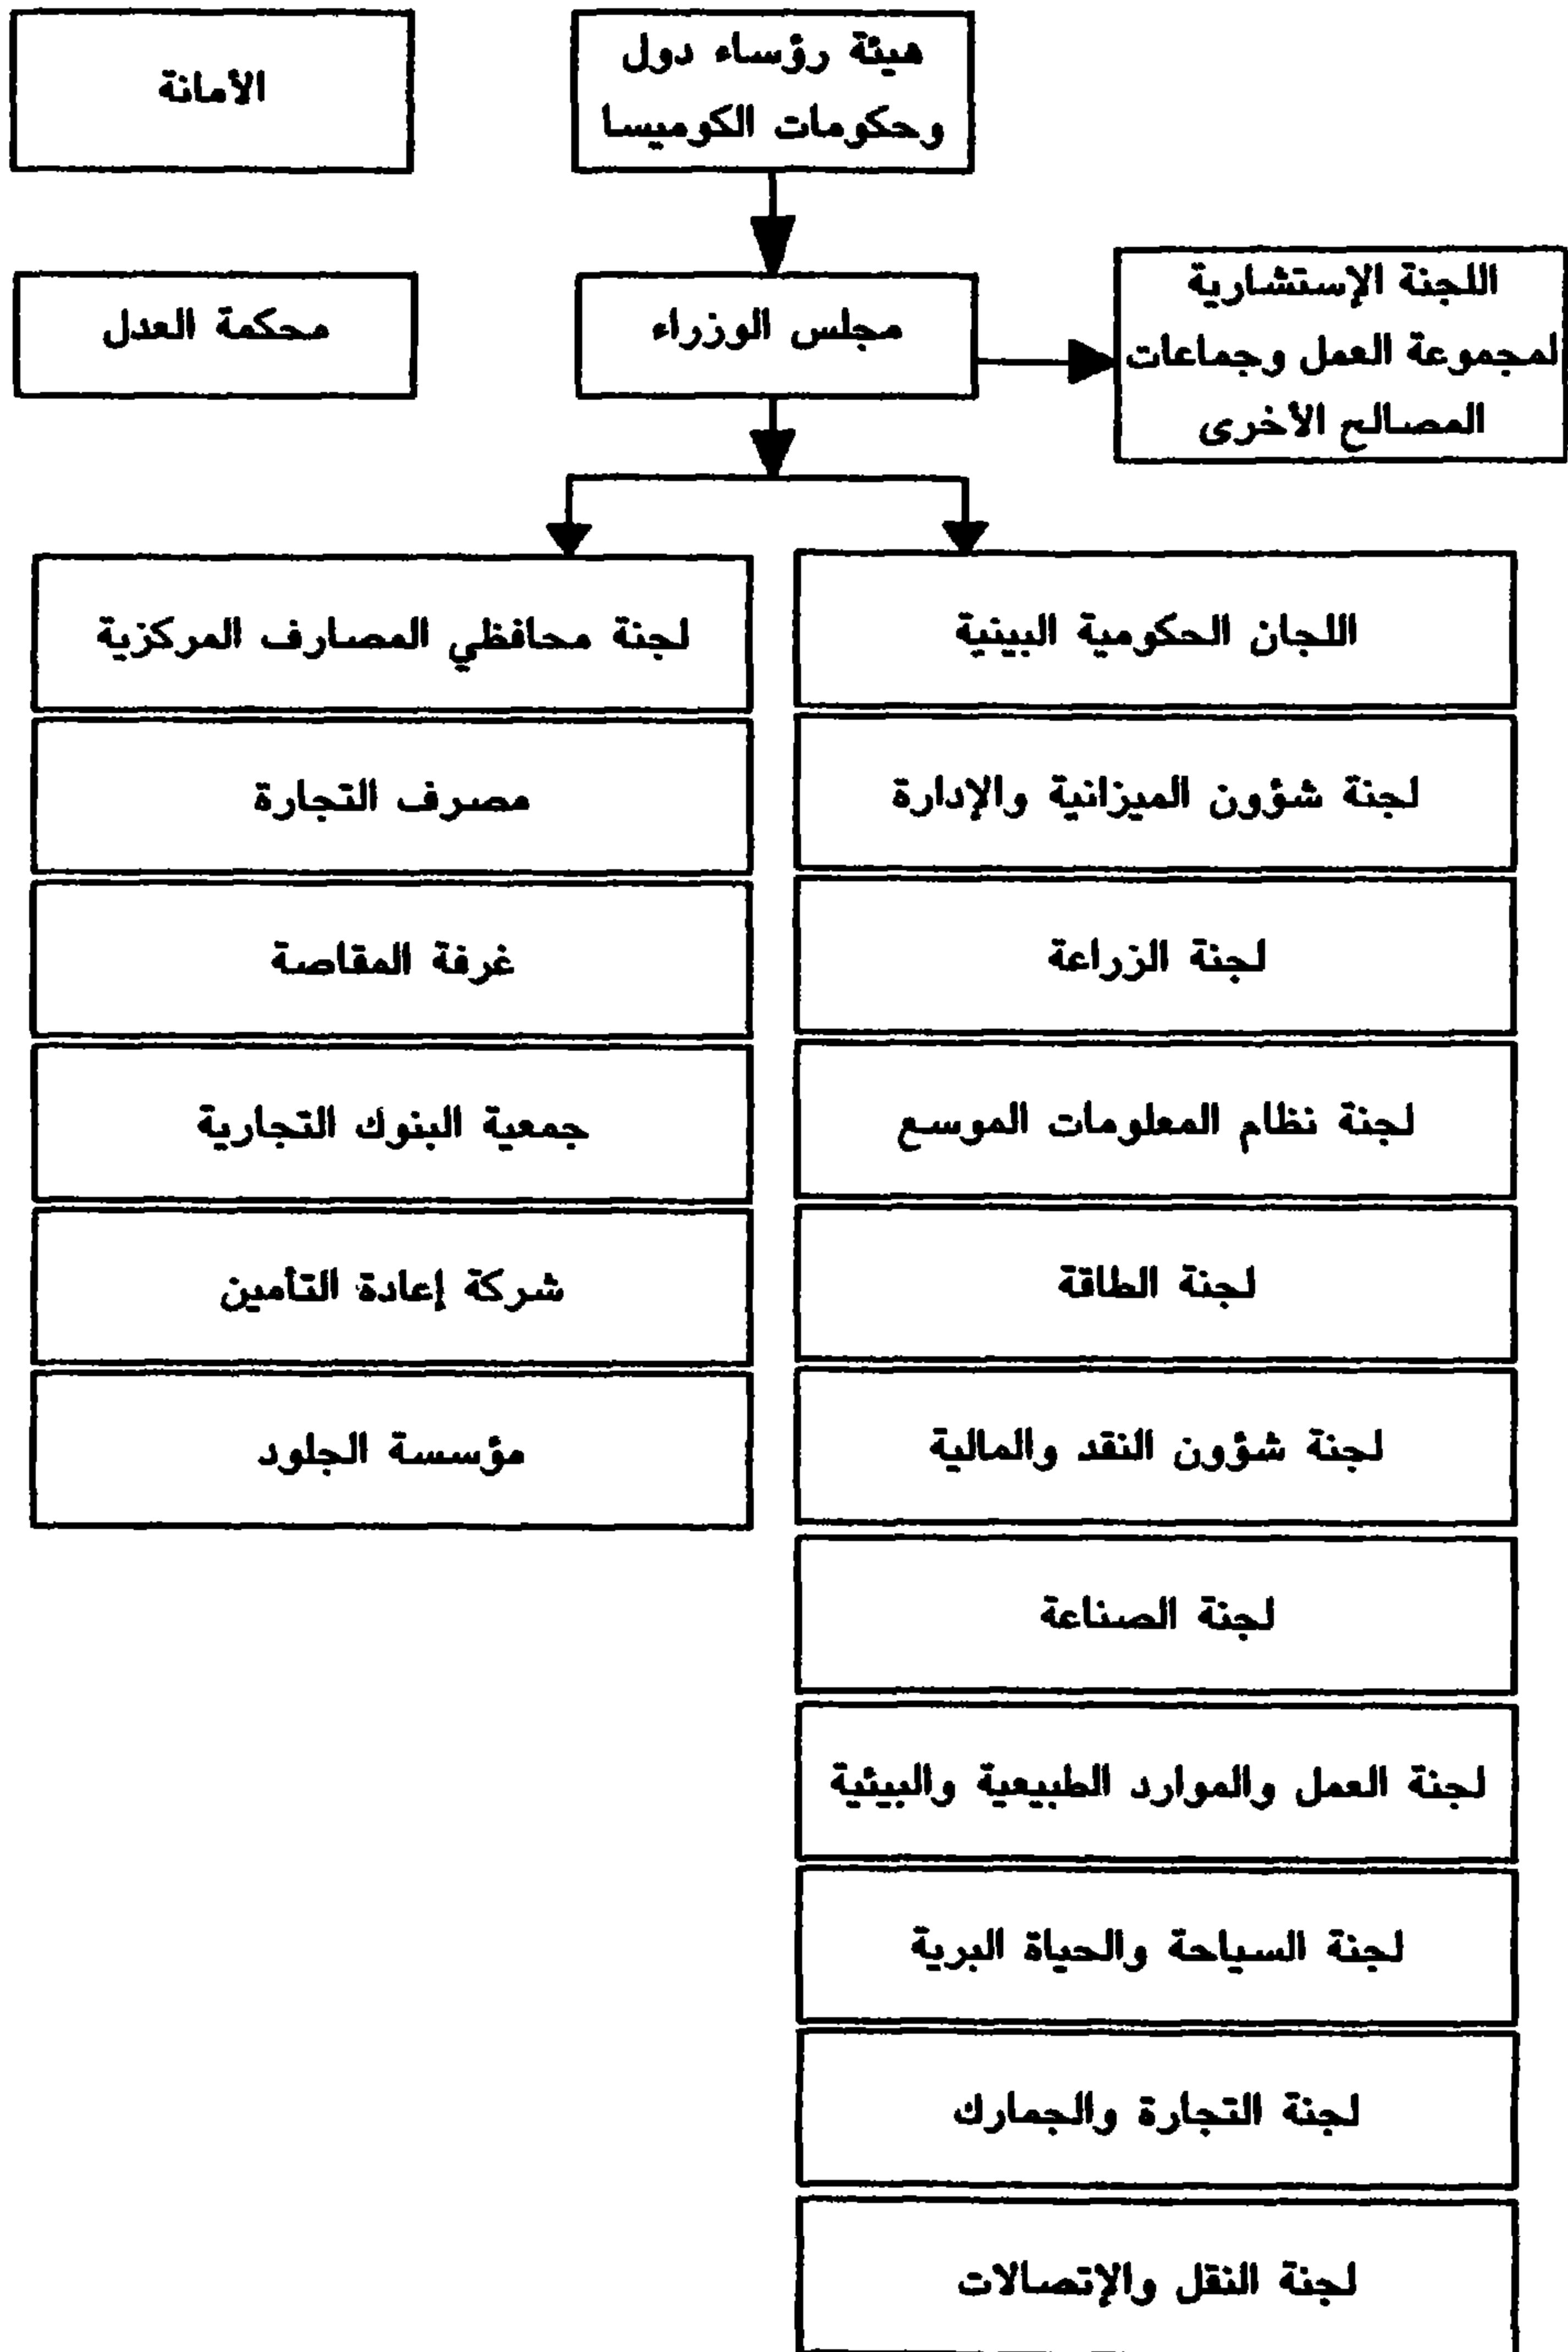 هيئة رؤساء دول
وحكومات الكوميسا
الأمانة
اللجنة الإستشارية
لمجموعة العمل وجماعات
المصالح الأخرى
مجلس الوزراء
محكمة العدل
اللجان الحكومية البينية
لجنة شؤون الميزانية والإدارة
لجنة الزراعة
لجنة نظام المعلومات الموسع
لجنة الطاقة
لجنة شؤون النقد والمالية
لجنة الصناعة
لجنة العمل والموارد الطبيعية والبيئية
لجنة السياحة والحياة البرية
لجنة التجارة والجمارك
لجنة النقل والإتصالات
لجنة محافظي المصارف المركزية
مصرف التجارة
غرفة المقاصة
جمعية البنوك التجارية
شركة إعادة التأمين
مؤسسة الجلود